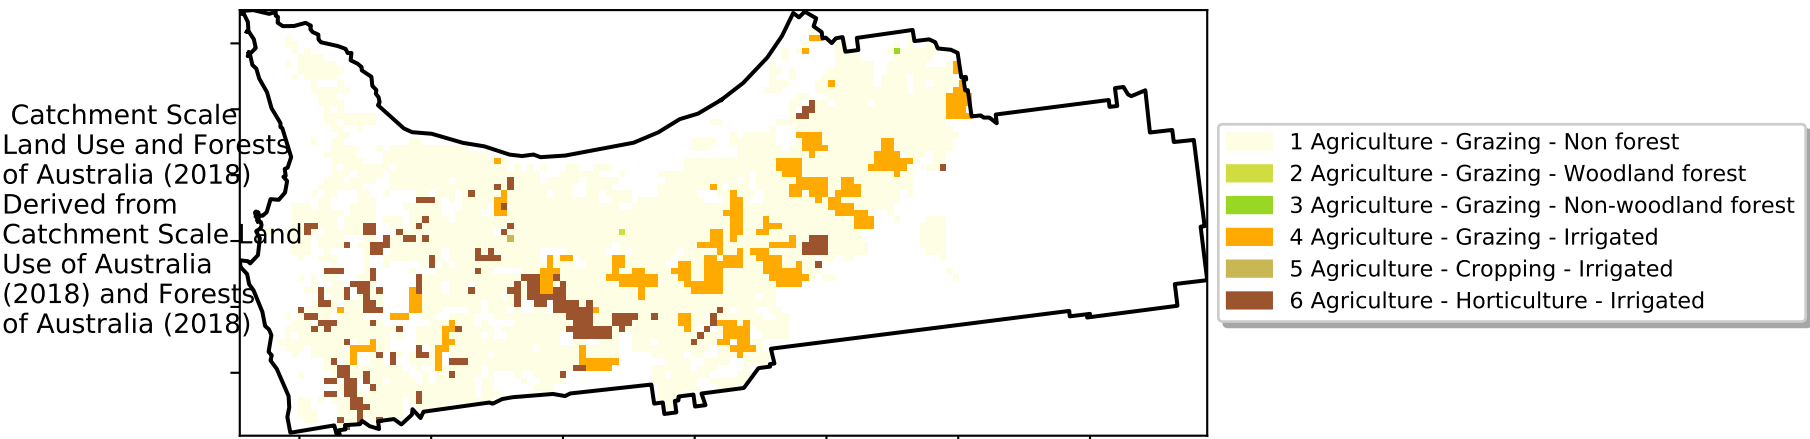 Catchment Scale
Land Use and Forests
of Australia (2018)
Derived from
Catchment Scale Land
Use of Australia
(2018) and Forests
of Australia (2018)
1 Agriculture - Grazing - Non forest
2 Agriculture - Grazing - Woodland forest
3 Agriculture - Grazing - Non-woodland forest
4 Agriculture - Grazing - Irrigated
5 Agriculture - Cropping - Irrigated
6 Agriculture - Horticulture - Irrigated